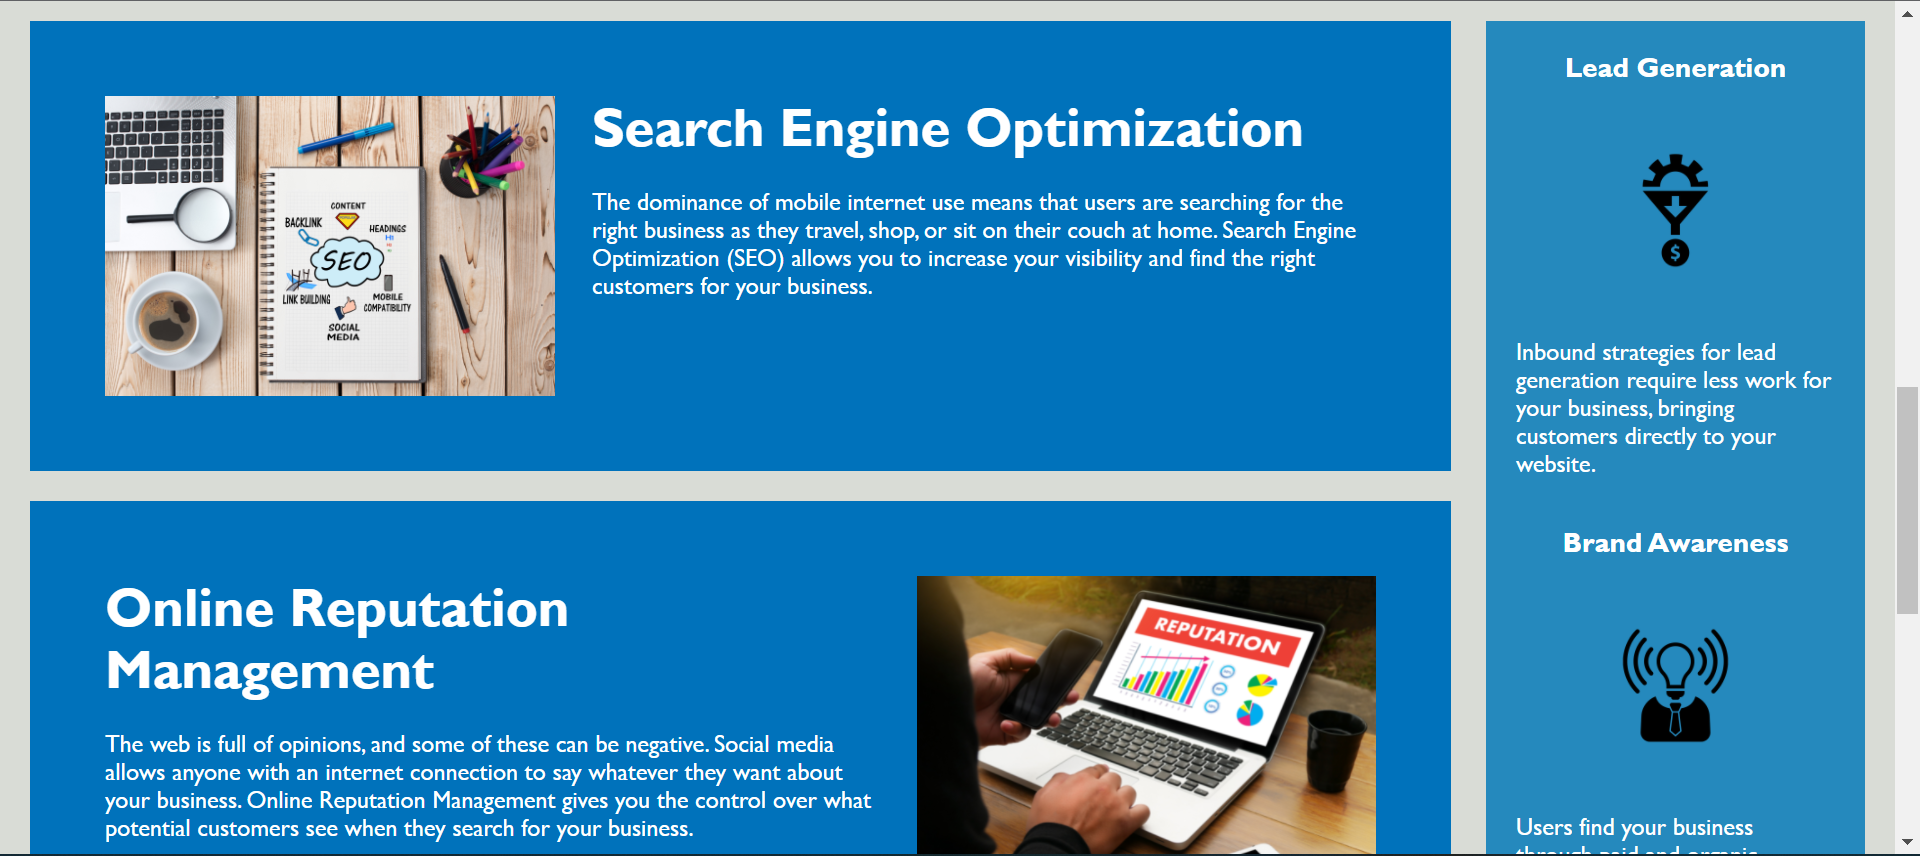 Search Engine Optimization
The dominance of mobile internet use means that users are searching for the
right business as they travel, shop, or sit on their couch at home. Search Engine
Optimization (SEO) allows you to increase your visibility and find the right
customers for your business.
CONTENT
BACKLINK
HEADINGS
H1
SEO
LINK BUILDING
MOBILE
COMPATIBILITY
SOCIAL
MEDIA
Online Reputation
Management
The web is full of opinions, and some of these can be negative. Social media
allows anyone with an internet connection to say whatever they want about
your business. Online Reputation Management gives you the control over what
potential customers see when they search for your business.
REPUTATION
Lead Generation
$
Inbound strategies for lead
generation require less work for
your business, bringing
customers directly to your
website.
Brand Awareness
Users find your business
through paid and organic